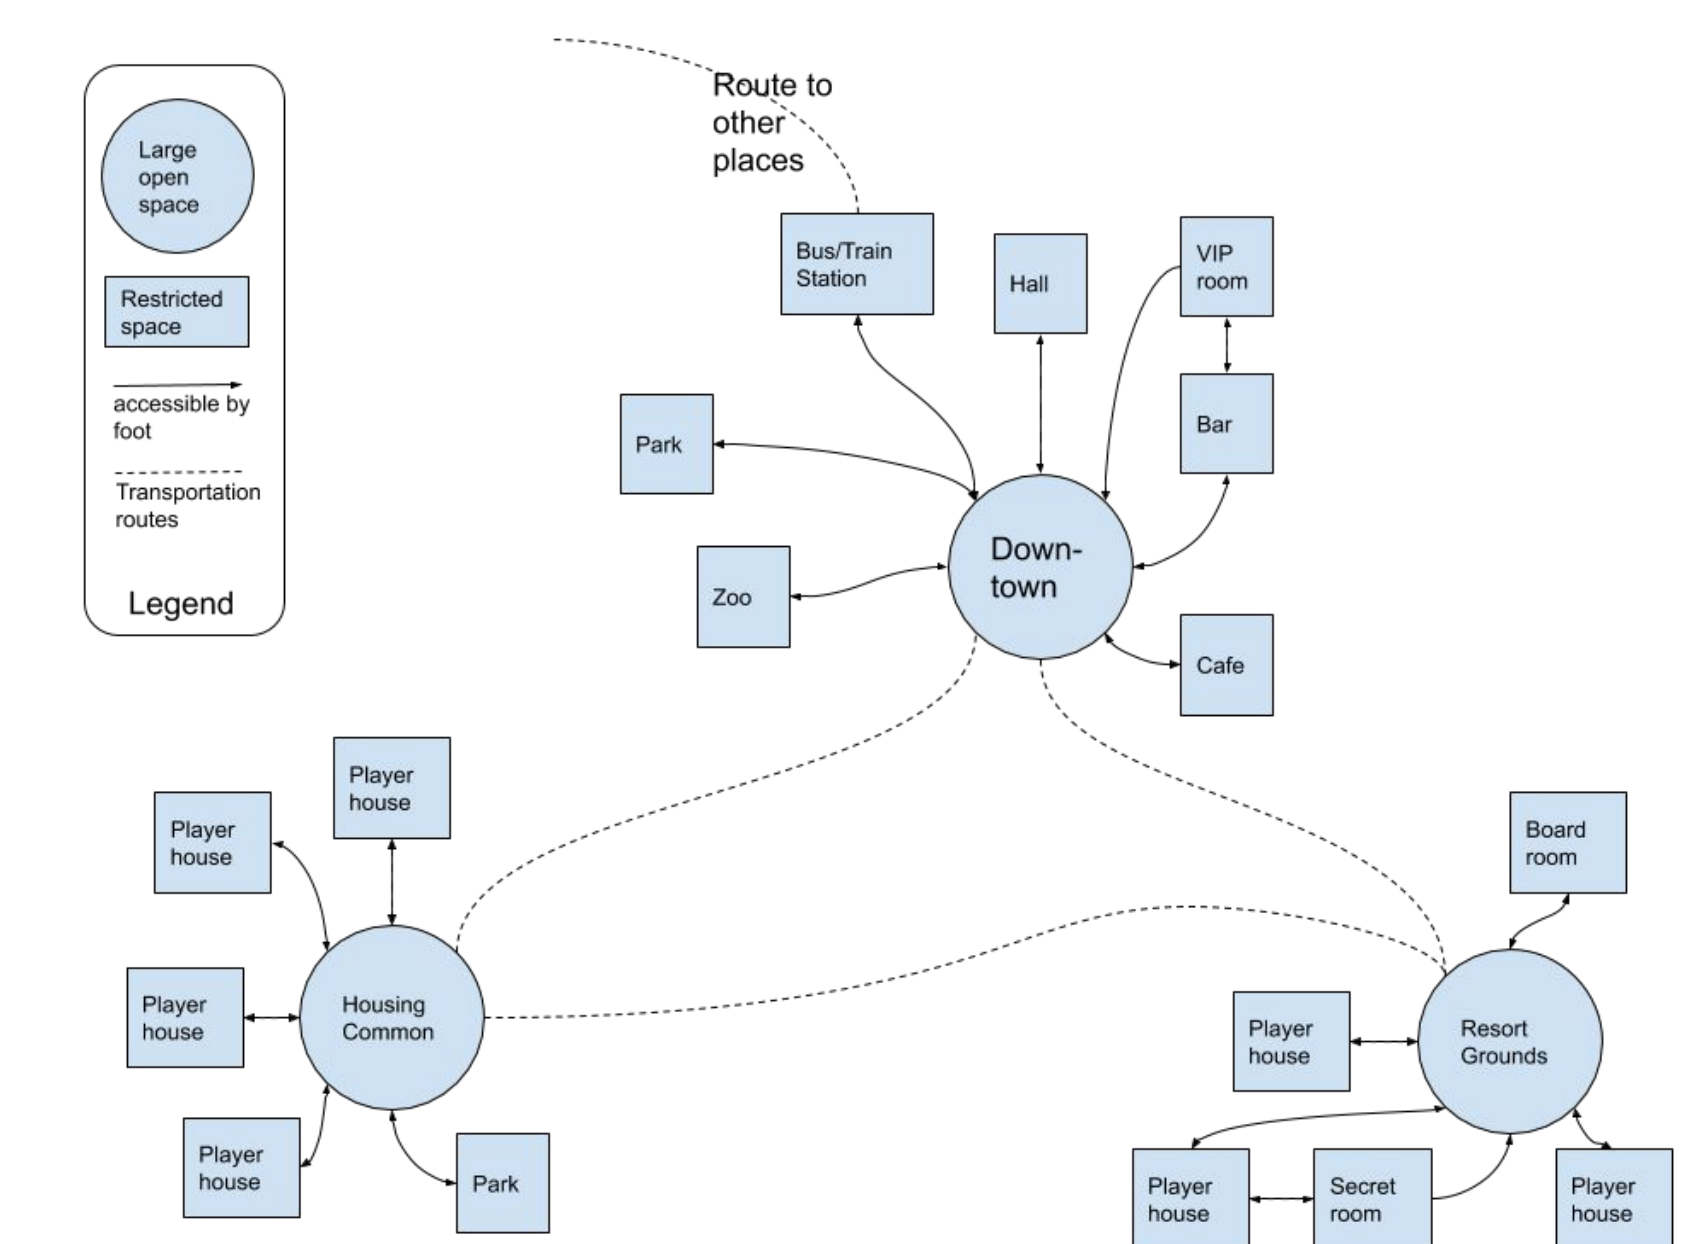 Large
open
space
Restricted
space
accessible by
foot
Transportation
routes
Legend
Route to
other
places
Bus/Train
Station
Hall
VIP
room
Park
Bar
Down-
town
Zoo
Cafe
Player
house
Player
house
Player
house
Housing
Common
Player
house
Park
Board
room
Player
house
Resort
Grounds
Player
house
Secret
room
Player
house